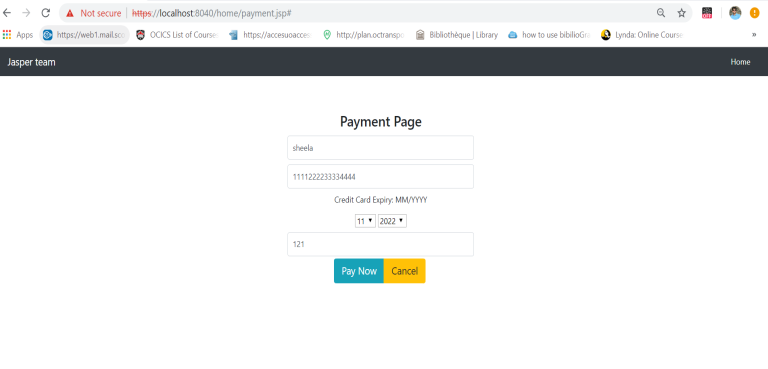 Not secure | https://localhost:8040/home/payment.jsp#
Apps https://web1.mail.sc OCICS List of Course https://accesuoacces http://plan.octransp Bibliothéque | Library how to use bibilioGr Lynda: Online Course »
Jasper team Home
Payment Page
sheela
1111222233334444
Credit Card Expiry: MM/YYYY
11 2022
121
Pay Now Cancel